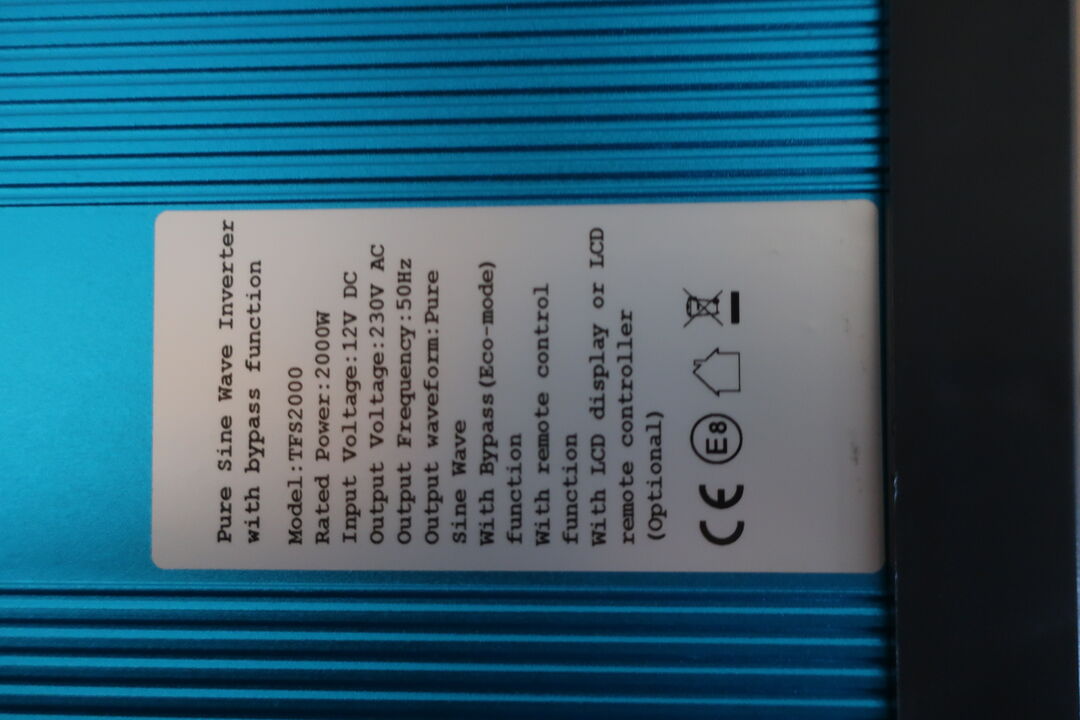 Pure Sine Wave Inverter
with bypass function
Model:TFS2000
Rated Power:2000W
Input Voltage:12V DC
Output Voltage:230V AC
Output Frequency:50Hz
Output waveform:Pure
Sine Wave
With Bypass(Eco-mode)
function
With remote control
function
With LCD display or LCD
remote controller
(Optional)
CE E8